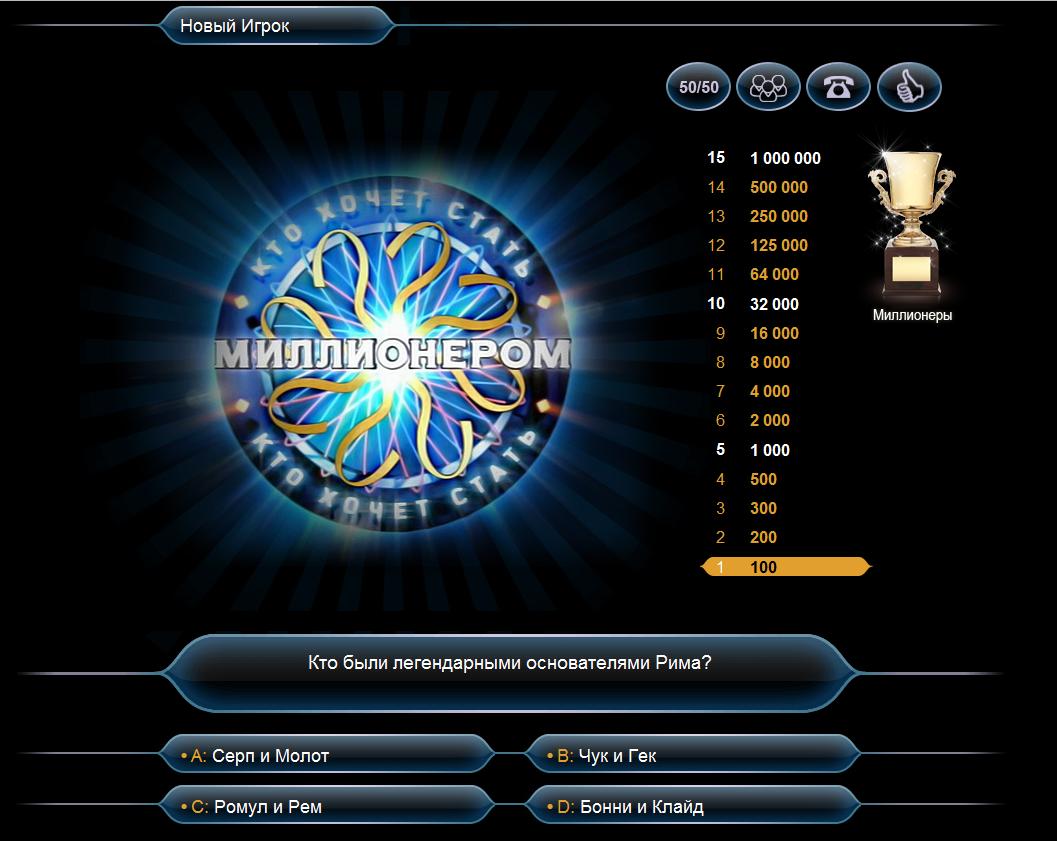 Новый Игрок
50/50
КТО ХОЧЕТ СТАТЬ
МИЛЛИОНЕРОМ
КТО ХОЧЕТ СТАТЬ
15 1 000 000
14 500 000
13 250 000
12 125 000
11 64 000
10 32 000
9 16 000
8 8 000
7 4 000
6 2 000
5 1 000
4 500
3 300
2 200
1 100
Миллионеры
Кто были легендарными основателями Рима?
• A: Серп и Молот
• B: Чук и Гек
• C: Ромул и Рем
• D: Бонни и Клайд